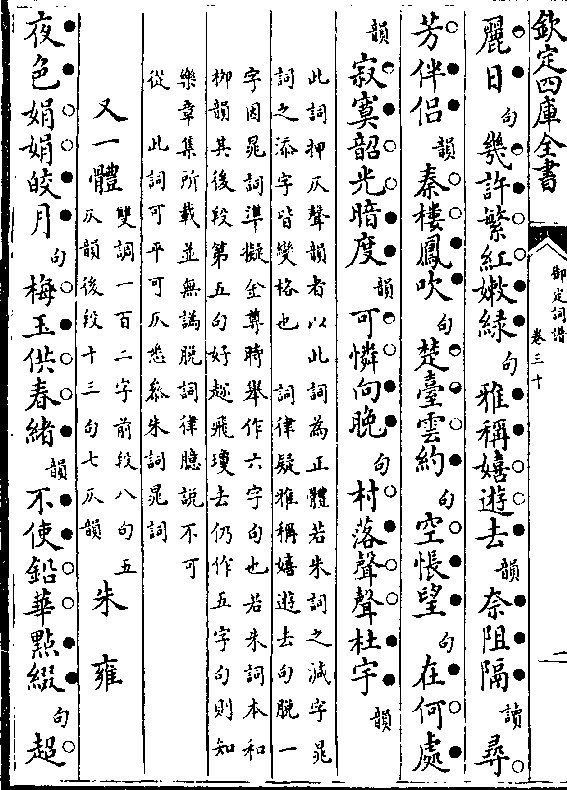 欽定四庫全書
御定詞譜
卷三十
一
麗日句幾許繁紅嫩緑句雅稱嬉遊去韻奈阻隔讀尋
芳伴侣韻秦樓鳳吹句楚臺雲約句空悵望句在何處
韻寂寞韶光暗度韻可憐向晚句村落聲聲杜宇韻
此詞押仄聲韻者以此詞為正體若朱詞之減字晁
詞之添字皆變格也　詞律疑雅稱嬉遊去句脱一
字因晁詞準擬金尊時舉作六字句也若朱詞本和
柳韻其後段第五句好趂飛瓊去仍作五字句則知
樂章集所載並無譌脱詞律臆說不可
從　此詞可平可仄悉叅朱詞晁詞
又一體雙調一百二字前段八句五
仄韻後段十三句七仄韻朱雍
夜色娟娟皎月句梅玉供春緒韻不使鉛華點綴句超